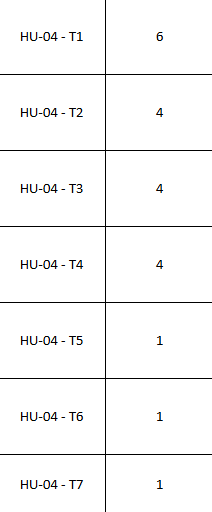 HU-04 - T1 6
HU-04 - T2 4
HU-04 - T3 4
HU-04 - T4 4
HU-04 - T5 1
HU-04 - T6 1
HU-04 - T7 1